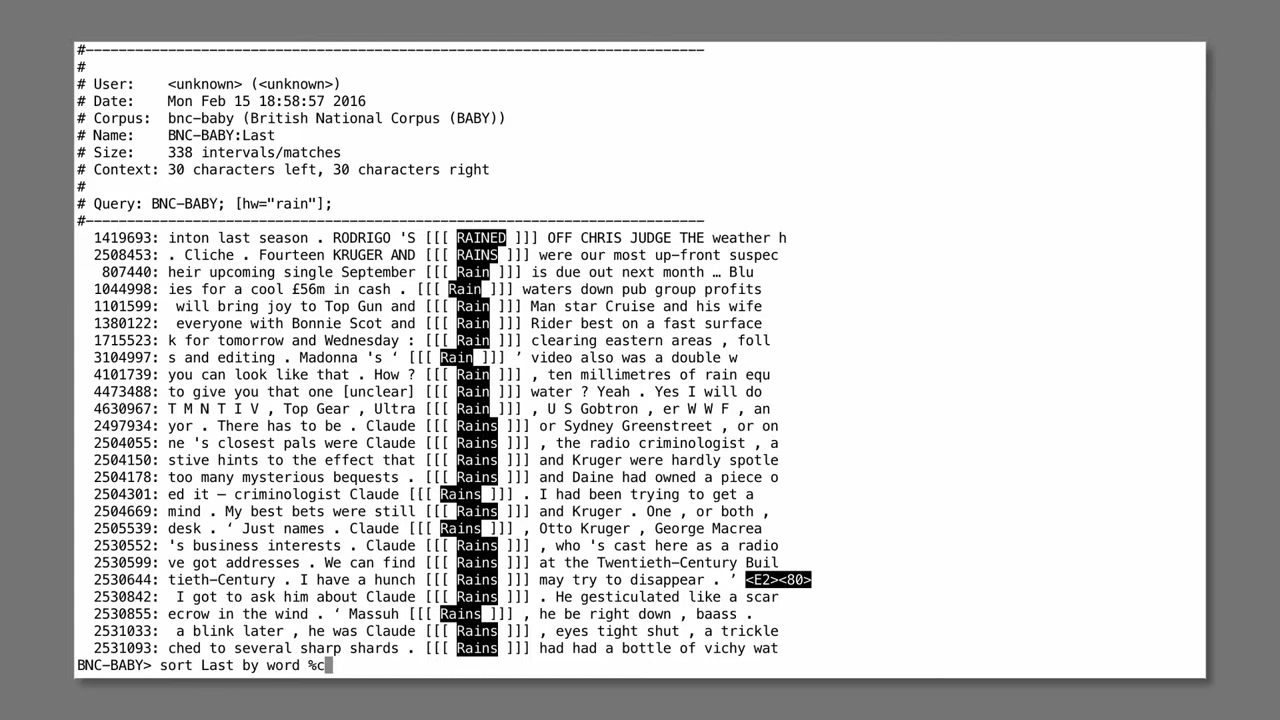 #---------------------------------------------------------------------------
#
# User:    <unknown> (<unknown>)
# Date:    Mon Feb 15 18:58:57 2016
# Corpus:  bnc-baby (British National Corpus (BABY))
# Name:    BNC-BABY:Last
# Size:    338 intervals/matches
# Context: 30 characters left, 30 characters right
#
# Query: BNC-BABY; [hw="rain"];
#---------------------------------------------------------------------------
1419693: inton last season . RODRIGO 'S [[[ RAINED ]]] OFF CHRIS JUDGE THE weather h
2508453: . Cliche . Fourteen KRUGER AND [[[ RAINS ]]] were our most up-front suspec
807440: heir upcoming single September [[[ Rain ]]] is due out next month … Blu
1044998: ies for a cool £56m in cash . [[[ Rain ]]] waters down pub group profits
1101599:  will bring joy to Top Gun and [[[ Rain ]]] Man star Cruise and his wife
1380122:  everyone with Bonnie Scot and [[[ Rain ]]] Rider best on a fast surface
1715523: k for tomorrow and Wednesday : [[[ Rain ]]] clearing eastern areas , foll
3104997: s and editing . Madonna 's ‘ [[[ Rain ]]] ’ video also was a double w
4101739: you can look like that . How ? [[[ Rain ]]] , ten millimetres of rain equ
4473488: to give you that one [unclear] [[[ Rain ]]] water ? Yeah . Yes I will do
4630967: T M N T I V , Top Gear , Ultra [[[ Rain ]]] , U S Gobtron , er W W F , an
2497934: yor . There has to be . Claude [[[ Rains ]]] or Sydney Greenstreet , or on
2504055: ne 's closest pals were Claude [[[ Rains ]]] , the radio criminologist , a
2504150: stive hints to the effect that [[[ Rains ]]] and Kruger were hardly spotle
2504178: too many mysterious bequests . [[[ Rains ]]] and Daine had owned a piece o
2504301: ed it — criminologist Claude [[[ Rains ]]] . I had been trying to get a
2504669: mind . My best bets were still [[[ Rains ]]] and Kruger . One , or both ,
2505539: desk . ‘ Just names . Claude [[[ Rains ]]] , Otto Kruger , George Macrea
2530552: 's business interests . Claude [[[ Rains ]]] , who 's cast here as a radio
2530599: ve got addresses . We can find [[[ Rains ]]] at the Twentieth-Century Buil
2530644: tieth-Century . I have a hunch [[[ Rains ]]] may try to disappear . ’ <E2><80>
2530842:  I got to ask him about Claude [[[ Rains ]]] . He gesticulated like a scar
2530855: ecrow in the wind . ‘ Massuh [[[ Rains ]]] , he be right down , baass .
2531033:  a blink later , he was Claude [[[ Rains ]]] , eyes tight shut , a trickle
2531093: ched to several sharp shards . [[[ Rains ]]] had had a bottle of vichy wat
BNC-BABY> sort Last by word %c